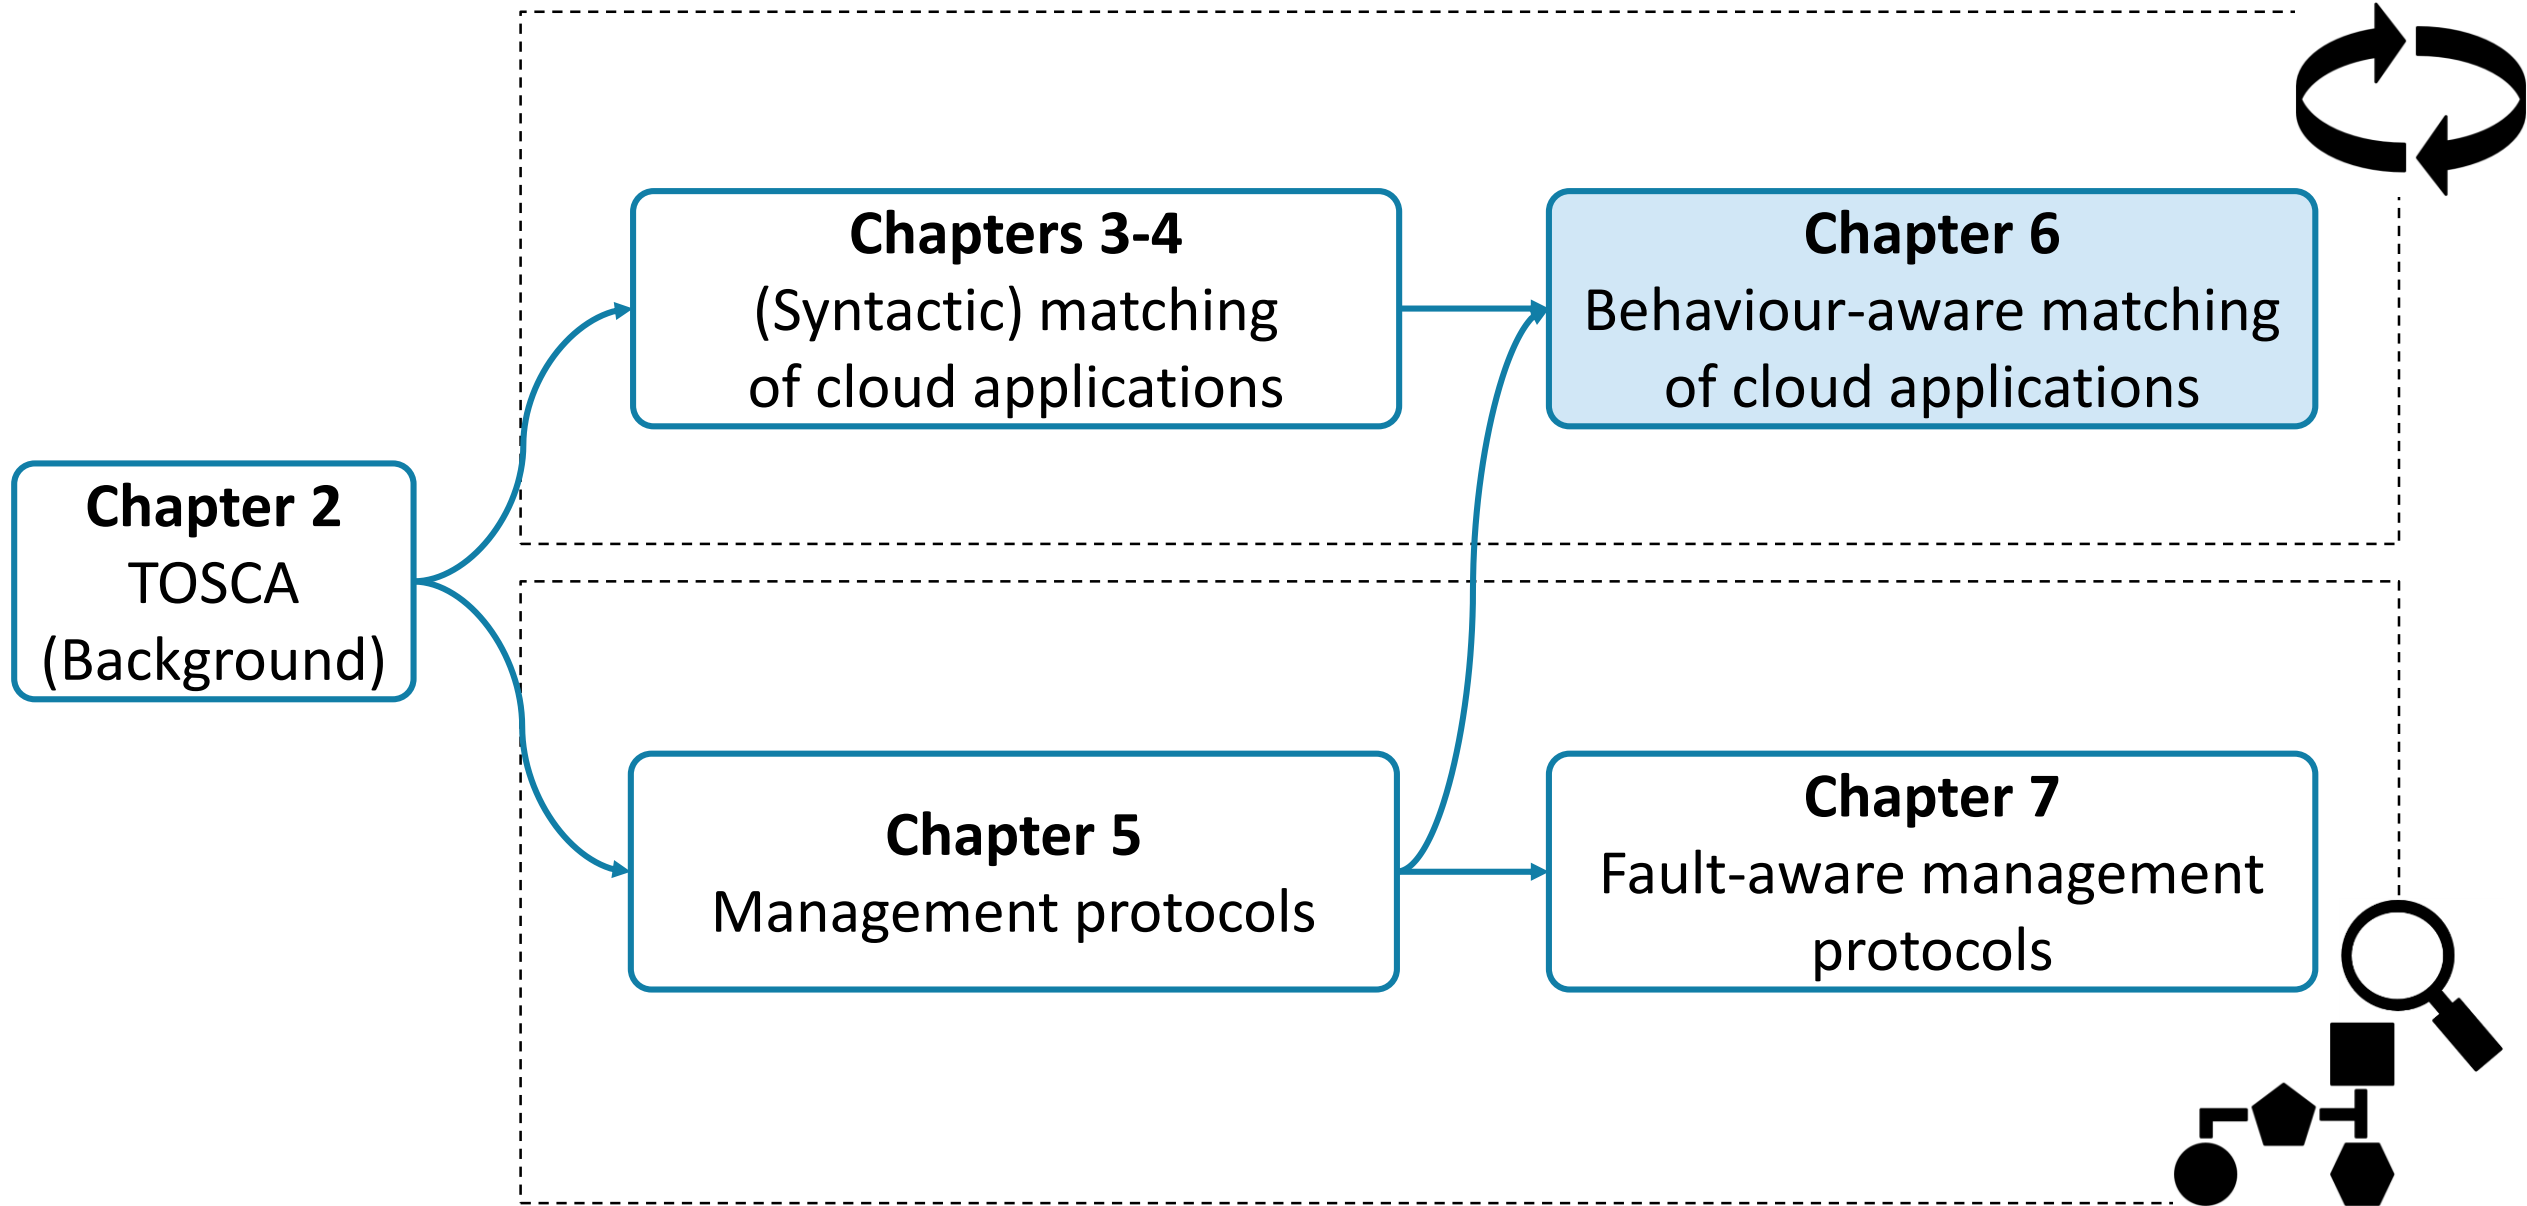 Chapter 2
TOSCA
(Background)
Chapters 3-4
(Syntactic) matching
of cloud applications
Chapter 6
Behaviour-aware matching
of cloud applications
Chapter 5
Management protocols
Chapter 7
Fault-aware management
protocols